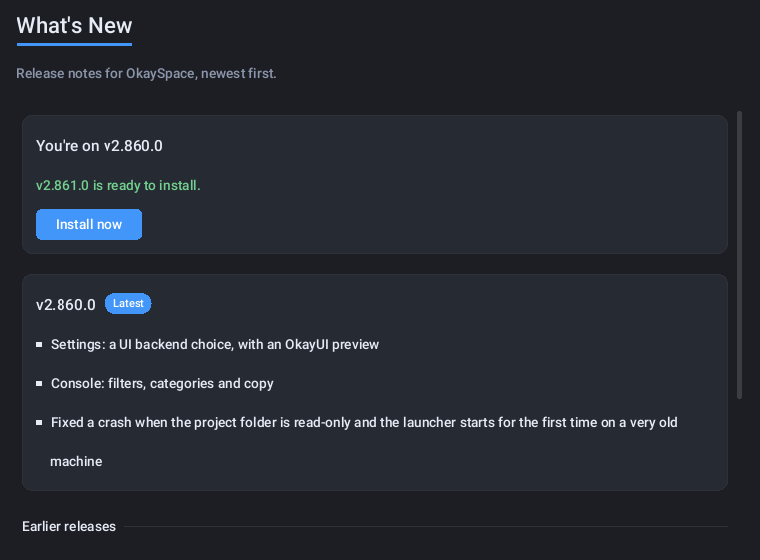 What's New
Release notes for OkaySpace, newest first.
You're on v2.860.0
v2.861.0 is ready to install.
Install now
v2.860.0 Latest
Settings: a UI backend choice, with an OkayUI preview
Console: filters, categories and copy
Fixed a crash when the project folder is read-only and the launcher starts for the first time on a very old
machine
Earlier releases